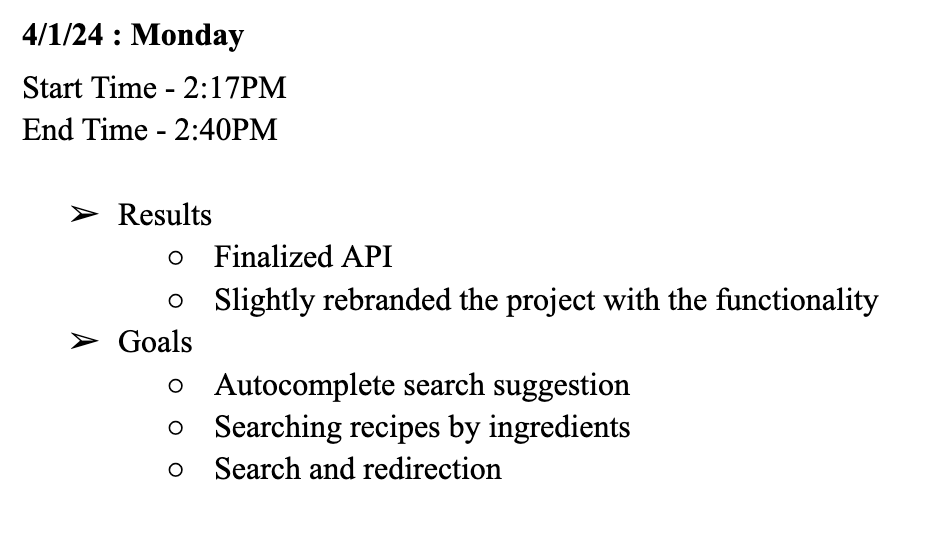 4/1/24 : Monday
Start Time - 2:17PM
End Time - 2:40PM
➢ Results
○ Finalized API
○ Slightly rebranded the project with the functionality
➢ Goals
○ Autocomplete search suggestion
○ Searching recipes by ingredients
○ Search and redirection